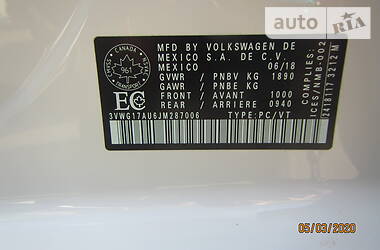 auto RIA
MFD.BY VOLKSWAGEN DE
MEXICO S.A. DE C.V.
MEXICO 06/18
GVWR / PNBV KG 1890
GAWR / PNBE KG
FRONT / AVANT 1000
REAR / ARRIERE 0940
3VWG17AU6JM287006 TYPE:PC/VT
CANADA
961
TRANSPORT
EC
COMPLIES:
ICES/NMB-002
2418117 3212 M
05/03/2020